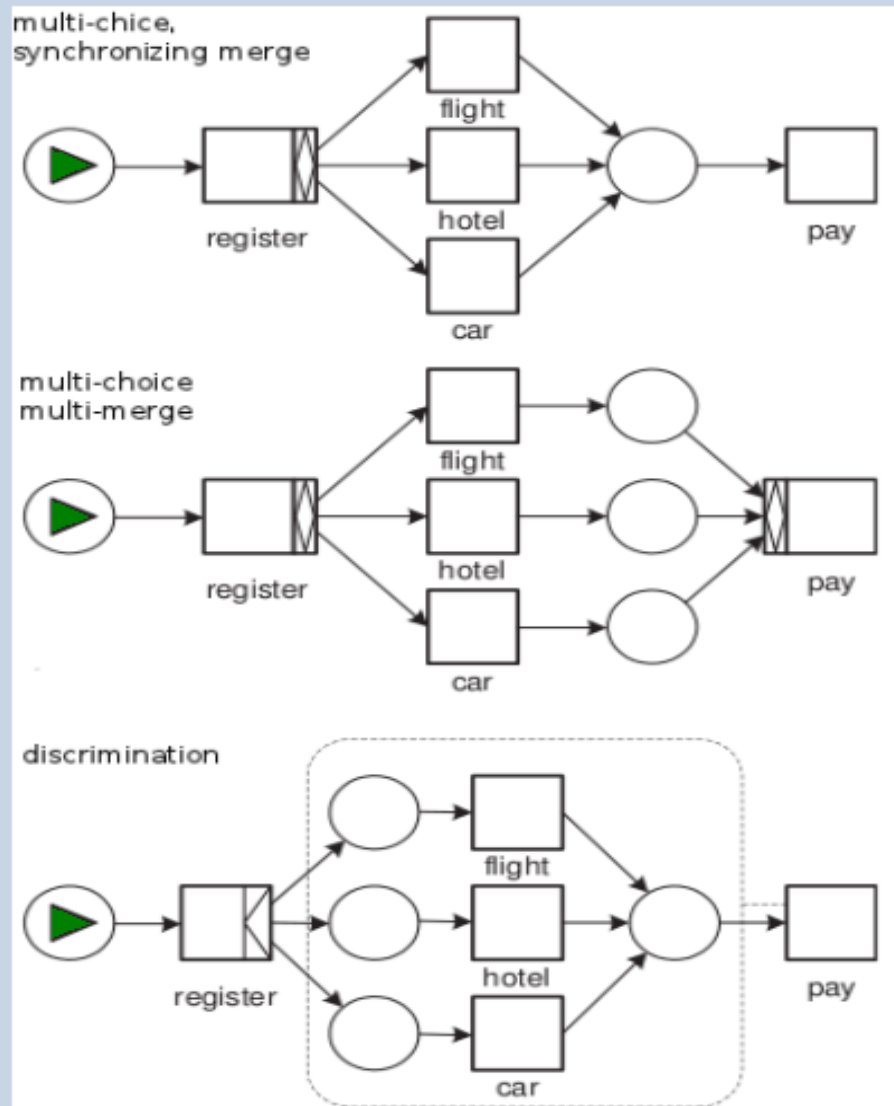 multi-chice,
synchronizing merge
flight
hotel
register
pay
car
multi-choice
multi-merge
flight
hotel
register
pay
car
discrimination
flight
hotel
register
pay
car